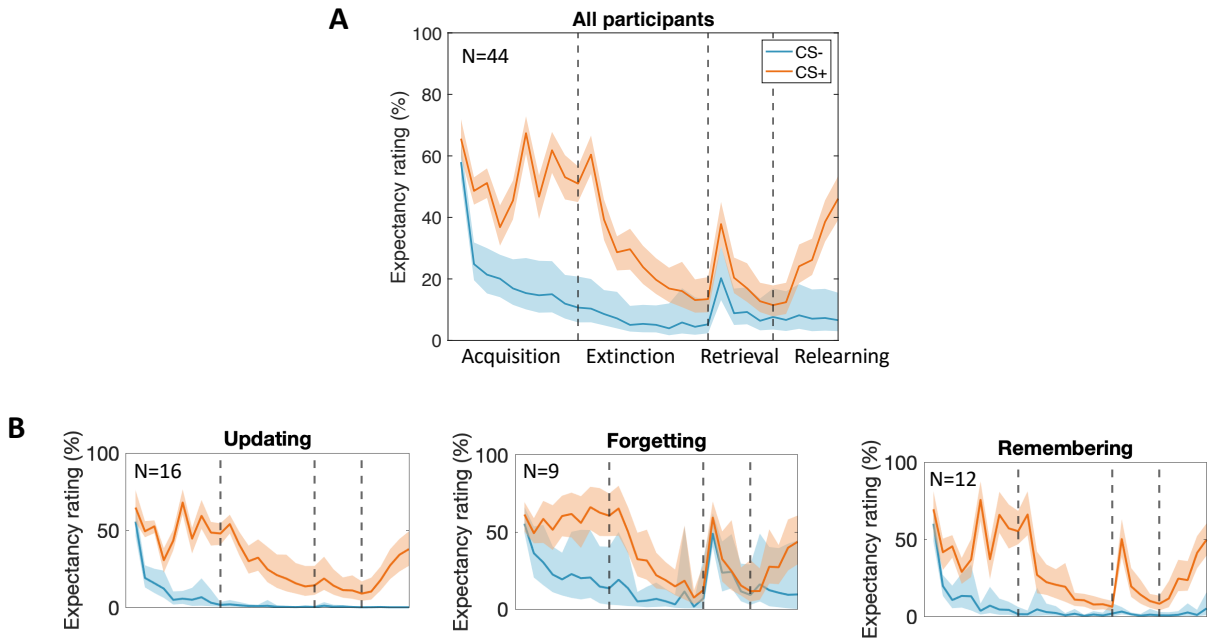 A
All participants
N=44
CS-
CS+
Expectancy rating (%)
100
80
60
40
20
0
Acquisition
Extinction
Retrieval
Relearning
B
Updating
N=16
Expectancy rating (%)
100
50
0
Forgetting
N=9
Expectancy rating (%)
100
50
0
Remembering
N=12
Expectancy rating (%)
100
50
0